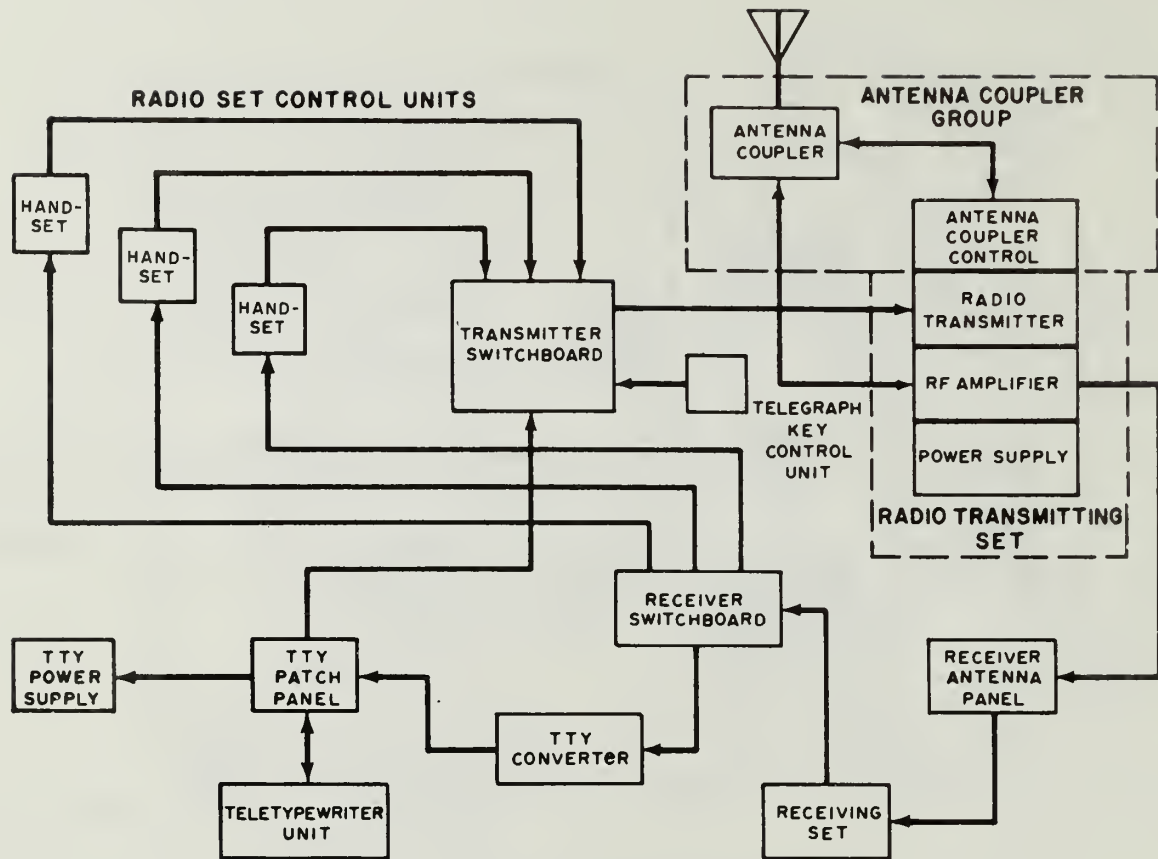 RADIO SET CONTROL UNITS
ANTENNA COUPLER
GROUP
ANTENNA
COUPLER
HAND-
SET
HAND-
SET
HAND-
SET
ANTENNA
COUPLER
CONTROL
TRANSMITTER
SWITCHBOARD
RADIO
TRANSMITTER
RF AMPLIFIER
POWER SUPPLY
TELEGRAPH
KEY
CONTROL
UNIT
RADIO TRANSMITTING
SET
RECEIVER
SWITCHBOARD
TTY
POWER
SUPPLY
TTY
PATCH
PANEL
RECEIVER
ANTENNA
PANEL
TTY
CONVERTeR
TELETYPEWRITER
UNIT
RECEIVING
SET